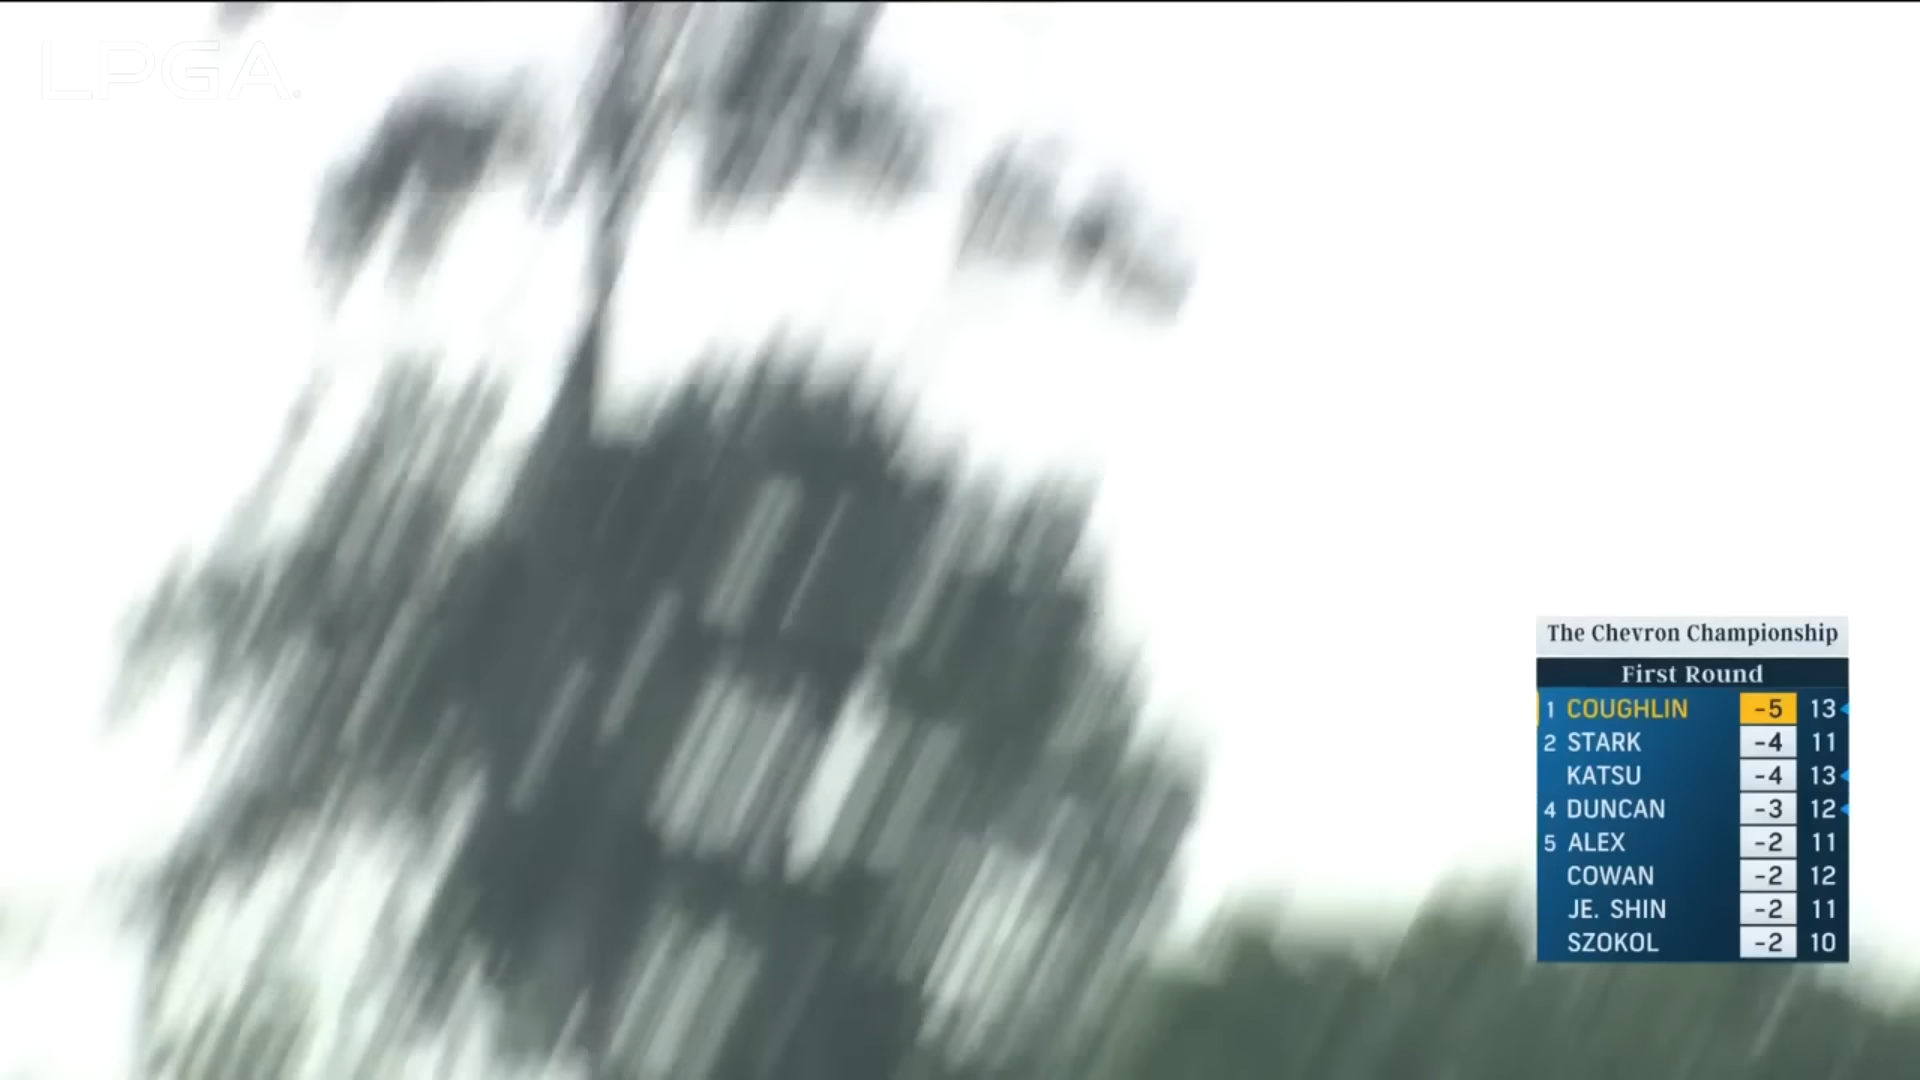 LPGA
The Chevron Championship
First Round
1 COUGHLIN -5 13
2 STARK -4 11
KATSU -4 13
4 DUNCAN -3 12
5 ALEX -2 11
COWAN -2 12
JE. SHIN -2 11
SZOKOL -2 10